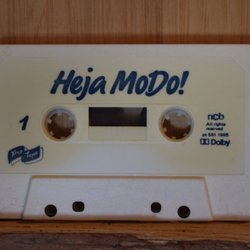 Heja MoDo!
1
ncb
All rights
reserved
Dolby